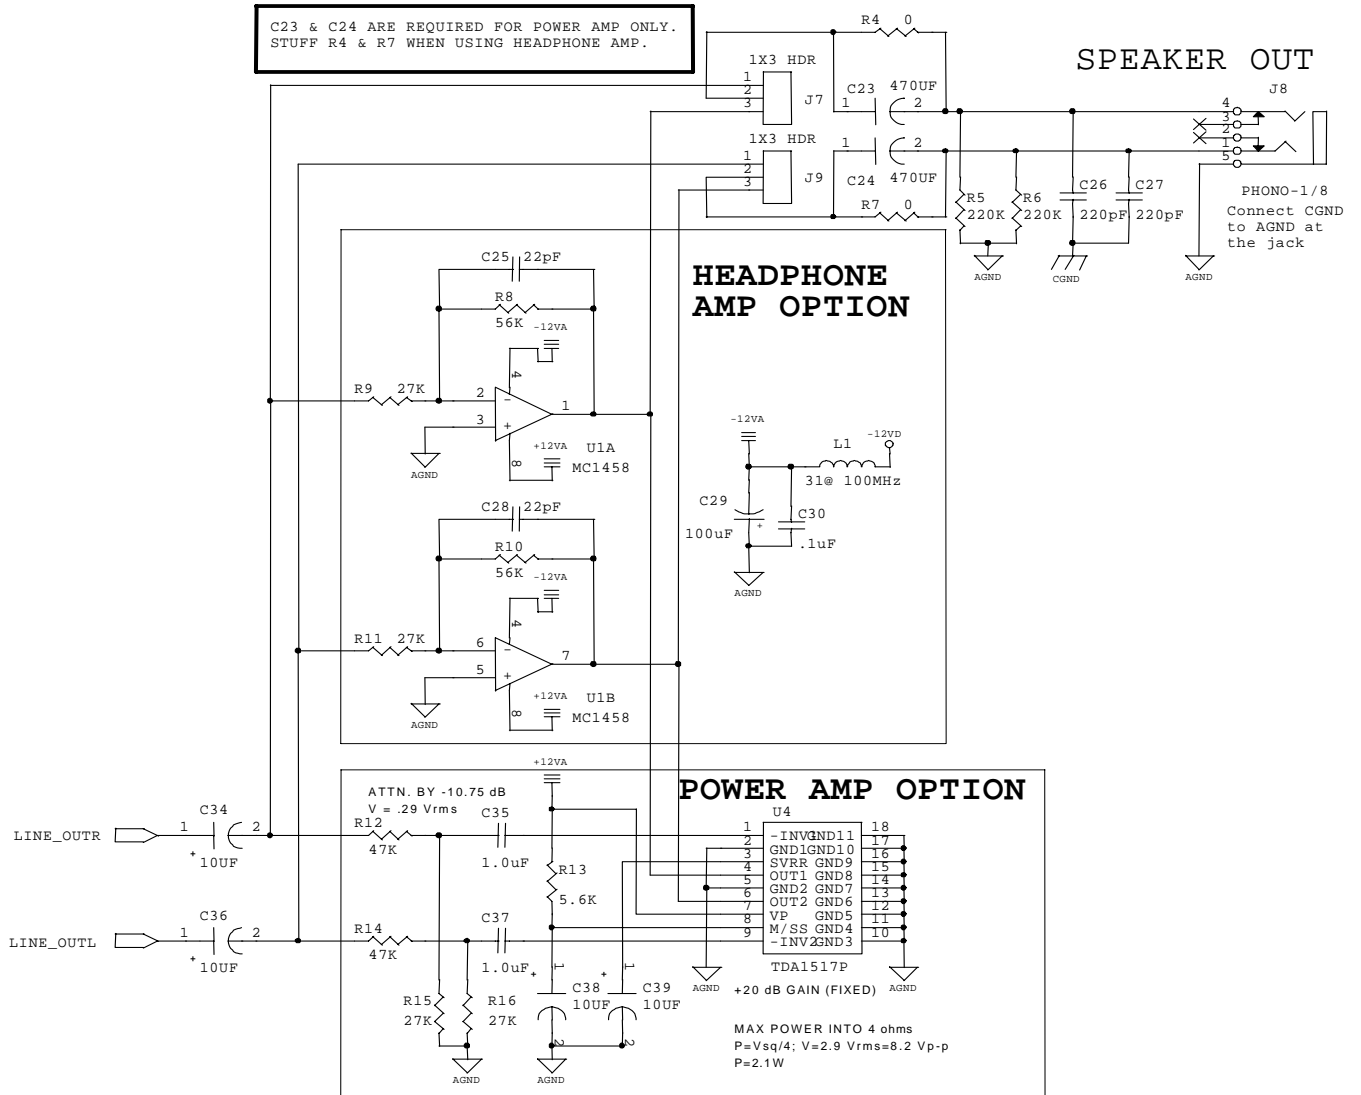 C23 & C24 ARE REQUIRED FOR POWER AMP ONLY.
STUFF R4 & R7 WHEN USING HEADPHONE AMP.
R4 0
SPEAKER OUT
1X3 HDR
1
2
3
J7
C23 470UF
1 2
J8
4
3
2
1
5
1X3 HDR
1
2
3
J9
1 2
C24 470UF
R7 0
R5
220K
R6
220K
C26
220pF
C27
220pF
PHONO-1/8
Connect CGND
to AGND at
the jack
AGND
CGND
AGND
HEADPHONE
AMP OPTION
C25 22pF
R8
56K
-12VA
4
R9 27K
2
-
1
3
+
+12VA
8
U1A
MC1458
AGND
-12VA
L1
-12VD
31@ 100MHz
C29
100uF
+
C30
.1uF
AGND
C28 22pF
R10
56K
-12VA
4
R11 27K
6
-
7
5
+
+12VA
8
U1B
MC1458
AGND
+12VA
POWER AMP OPTION
ATTN. BY -10.75 dB
V = .29 Vrms
C34
LINE_OUTR
1 2
+
10UF
R12
47K
C35
1.0uF
R13
5.6K
U4
1 -INV1 GND11 18
2 GND1 GND10 17
3 SVRR GND9 16
4 OUT1 GND8 15
5 GND2 GND7 14
6 OUT2 GND6 13
7 VP GND5 12
8 M/SS GND4 11
9 -INV2 GND3 10
TDA1517P
C36
LINE_OUTL
1 2
+
10UF
R14
47K
C37
1.0uF
R15
27K
R16
27K
+
1
C38
10UF
2
+
1
C39
10UF
2
AGND
AGND
AGND
AGND
+20 dB GAIN (FIXED)
MAX POWER INTO 4 ohms
P=Vsq/4; V=2.9 Vrms=8.2 Vp-p
P=2.1W